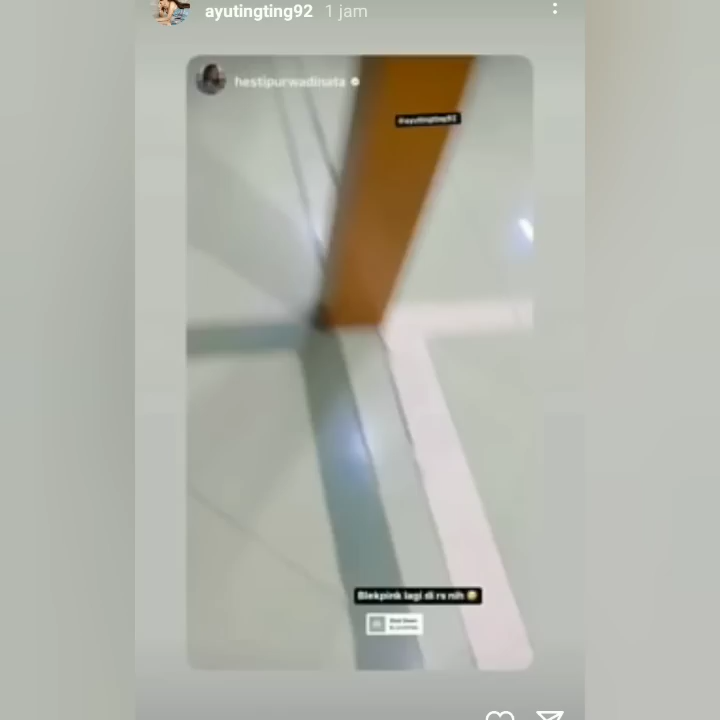 ayutingting92 1 jam
hestipurwadinata
@ayutingting92
Blekpink lagi di rs nih